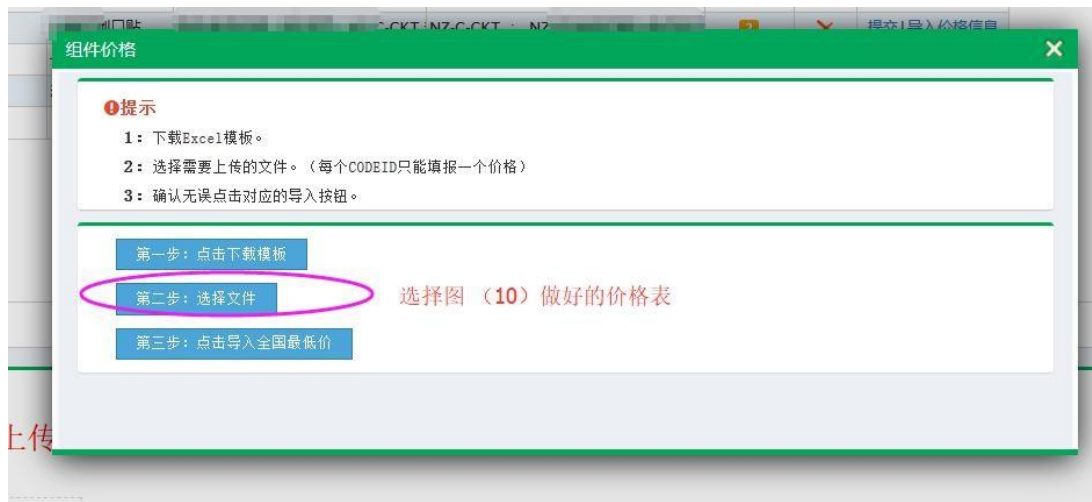 C-CKT NZ-C-CKT NZ 提交|导入价格信息
组件价格
提示
1：下载Excel模板。
2：选择需要上传的文件。（每个CODEID只能填报一个价格）
3：确认无误点击对应的导入按钮。
第一步：点击下载模板
第二步：选择文件 选择图 （10）做好的价格表
第三步：点击导入全国最低价
上传